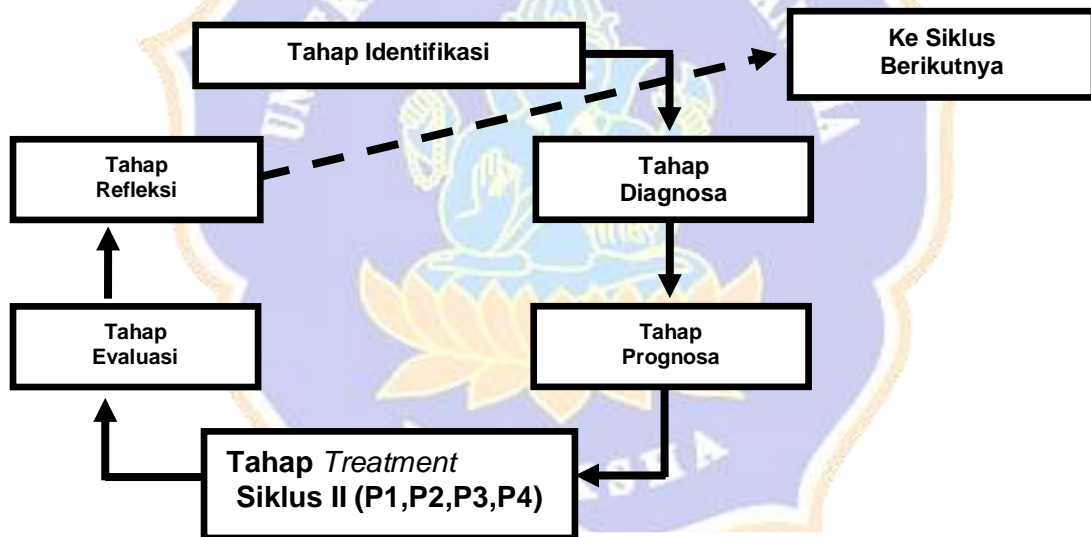 Tahap Identifikasi
Ke Siklus
Berikutnya
Tahap
Refleksi
Tahap
Diagnosa
Tahap
Evaluasi
Tahap
Prognosa
Tahap Treatment
Siklus II (P1,P2,P3,P4)